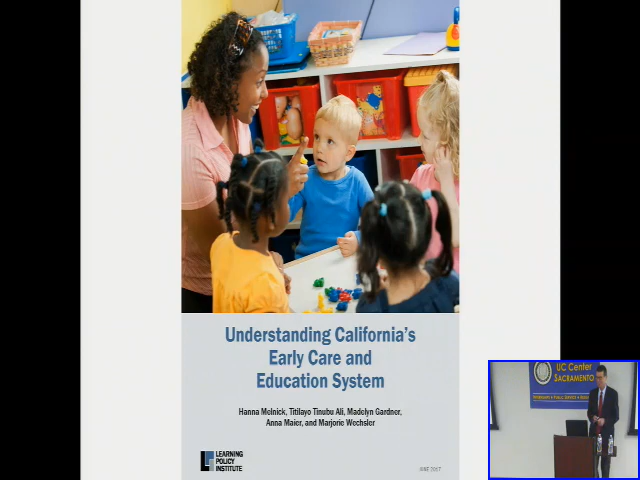 Understanding California's
Early Care and
Education System
Hanna Melnick, Titilayo Tinubu Ali, Madelyn Gardner,
Anna Maier, and Marjorie Wechsler
LEARNING
POLICY
INSTITUTE
JUNE 2017
UC Center
SACRAMENTO